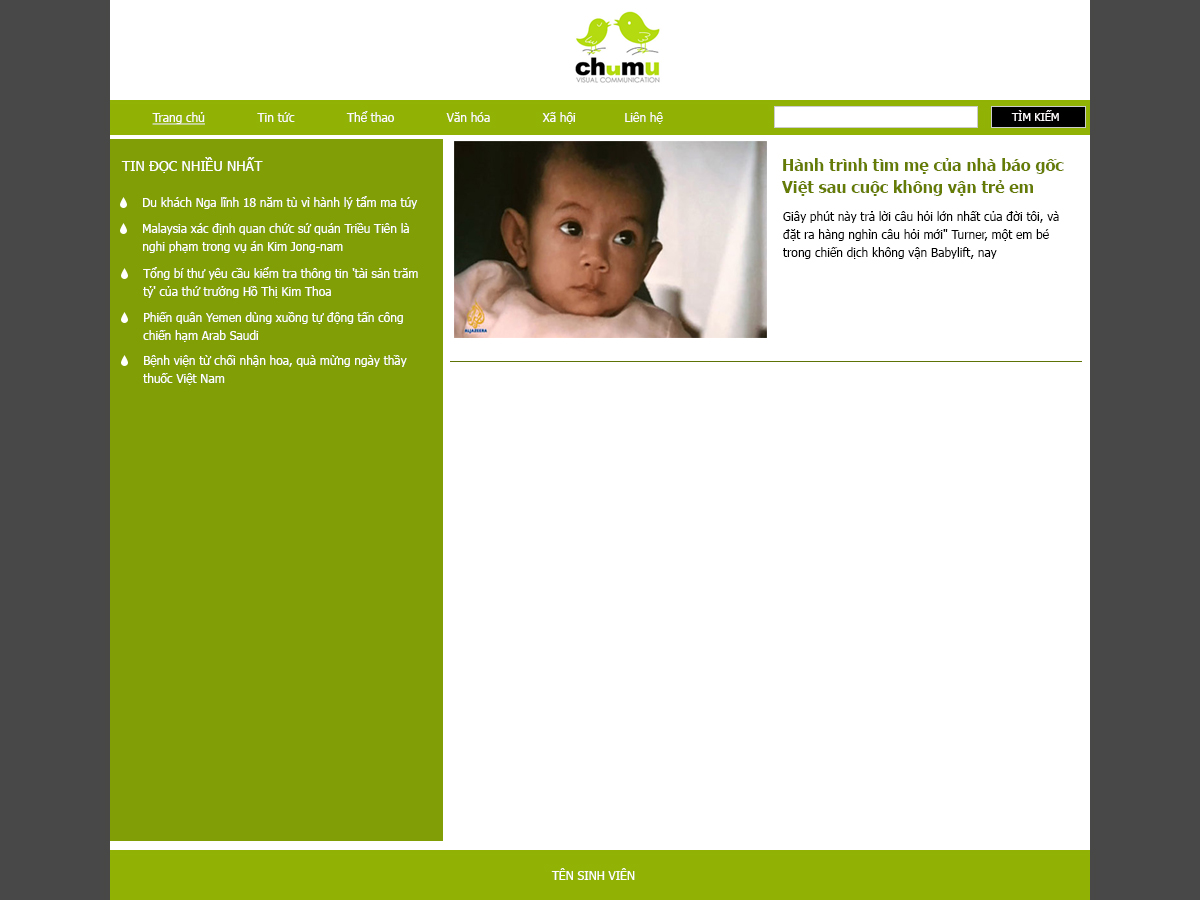 chumu
VISUAL COMMUNICATION
Trang chủ
Tin tức
Thể thao
Văn hóa
Xã hội
Liên hệ
TÌM KIẾM
TIN ĐỌC NHIỀU NHẤT
Du khách Nga lĩnh 18 năm tù vì hành lý tẩm ma túy
Malaysia xác định quan chức sứ quán Triều Tiên là
nghi phạm trong vụ án Kim Jong-nam
Tổng bí thư yêu cầu kiểm tra thông tin 'tài sản trăm
tỷ' của thứ trưởng Hồ Thị Kim Thoa
Phiến quân Yemen dùng xuồng tự động tấn công
chiến hạm Arab Saudi
Bệnh viện từ chối nhận hoa, quà mừng ngày thầy
thuốc Việt Nam
ALJAZEERA
Hành trình tìm mẹ của nhà báo gốc
Việt sau cuộc không vận trẻ em
Giây phút này trả lời câu hỏi lớn nhất của đời tôi, và
đặt ra hàng nghìn câu hỏi mới" Turner, một em bé
trong chiến dịch không vận Babylift, nay
TÊN SINH VIÊN